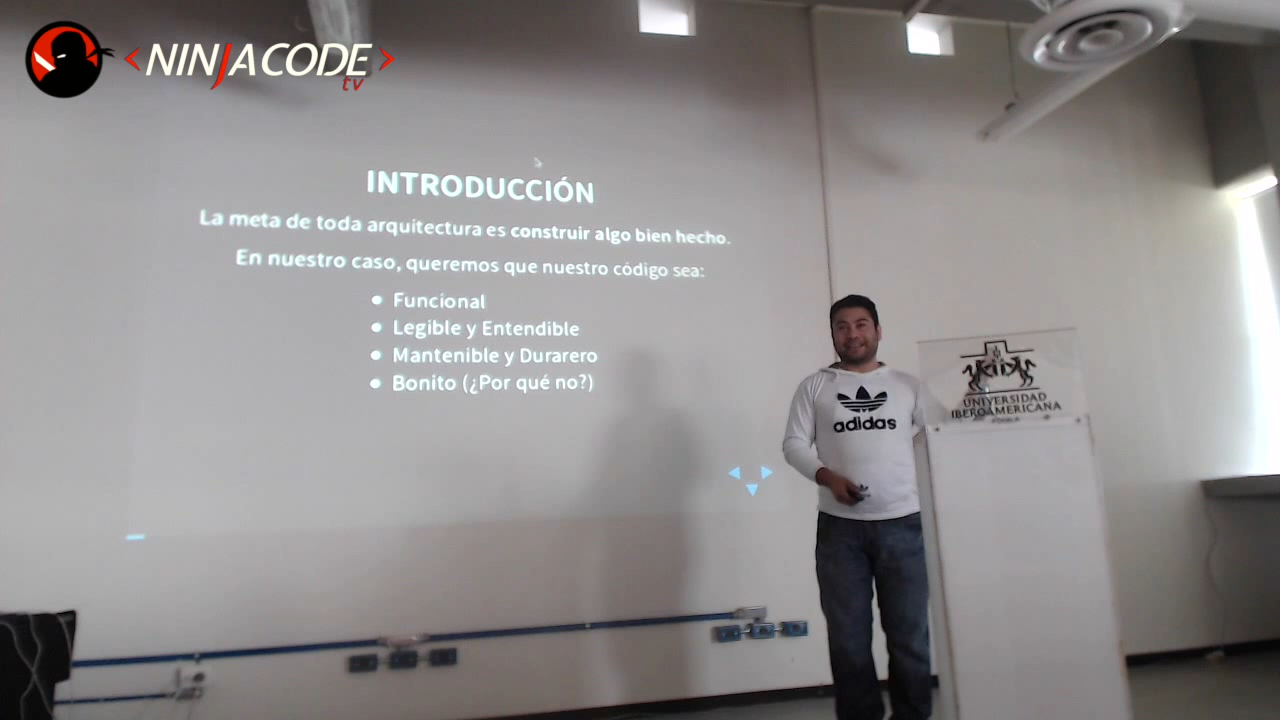 <NINJACODE>
tv
INTRODUCCIÓN
La meta de toda arquitectura es construir algo bien hecho.
En nuestro caso, queremos que nuestro código sea:
• Funcional
• Legible y Entendible
• Mantenible y Durarero
• Bonito (¿Por qué no?)
adidas
UNIVERSIDAD
IBEROAMERICANA
PUEBLA